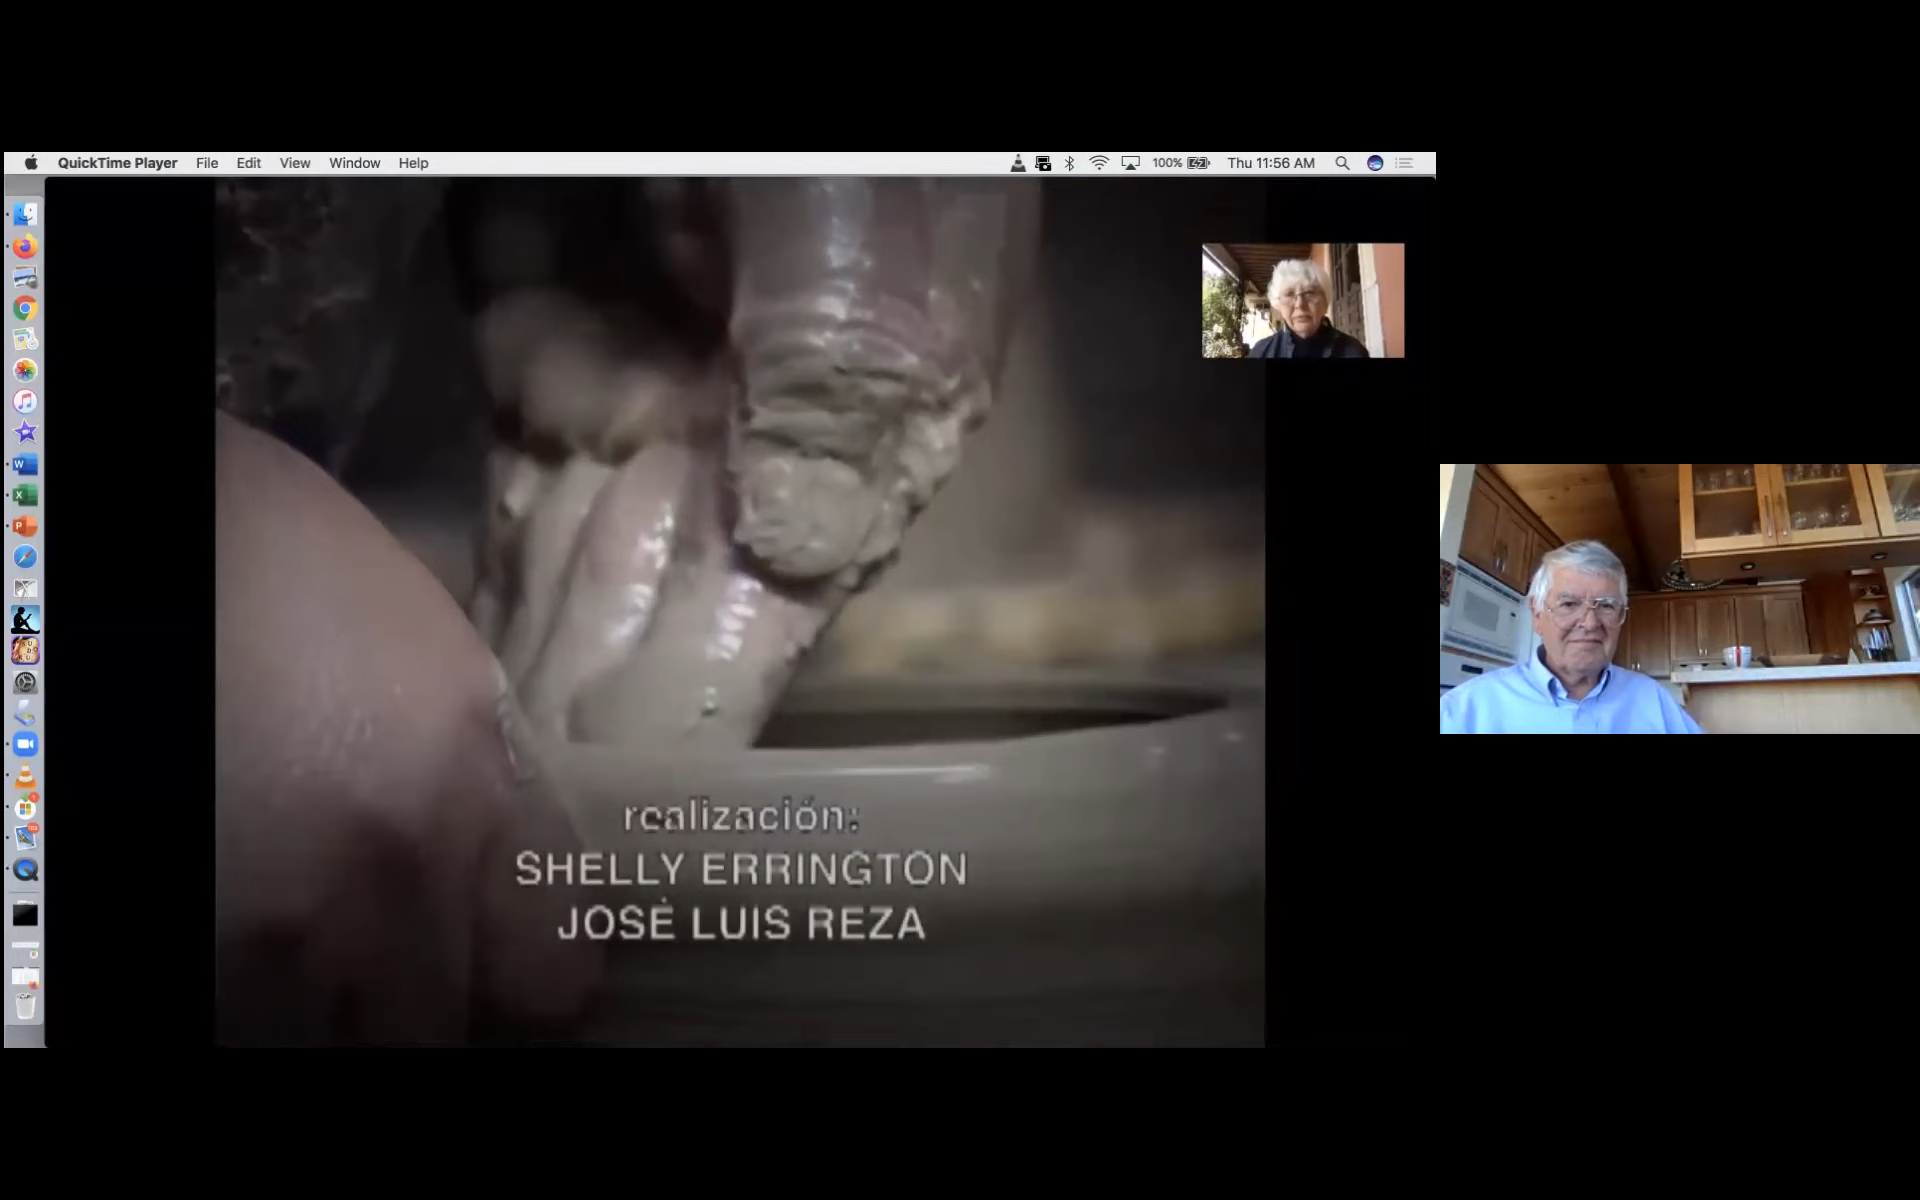 QuickTime Player File Edit View Window Help 100% Thu 11:56 AM
realización:
SHELLY ERRINGTON
JOSÉ LUIS REZA